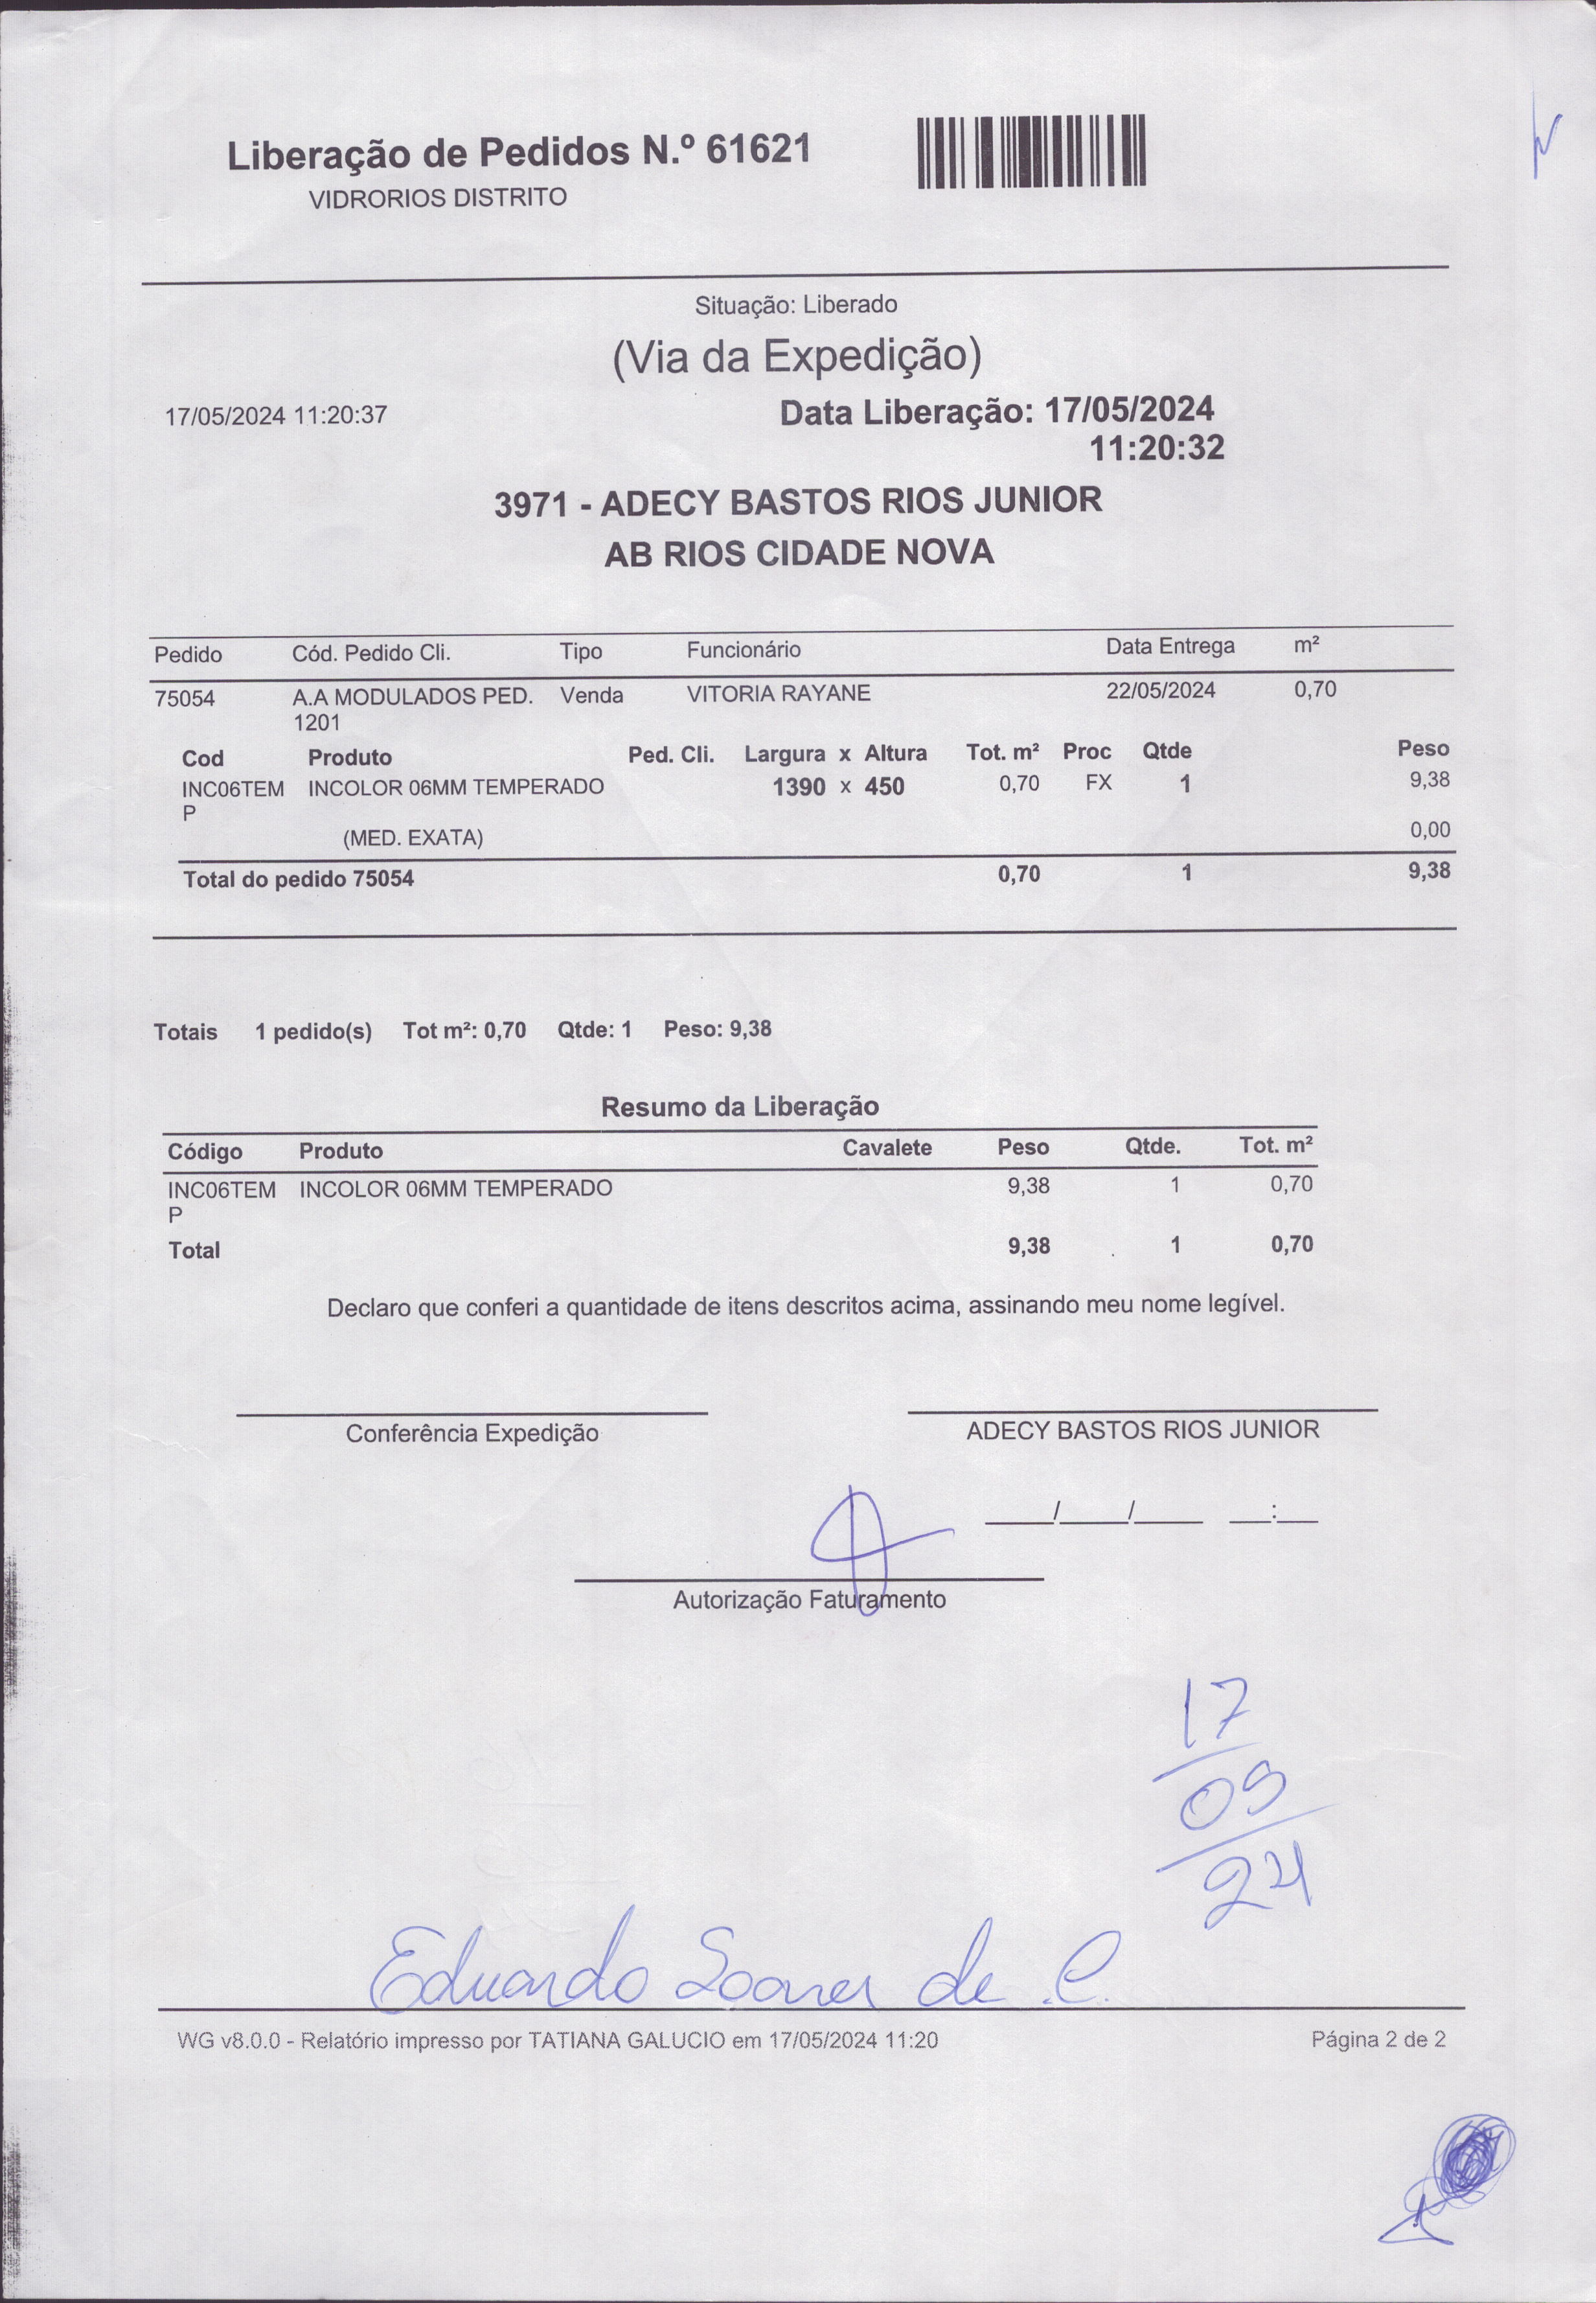 Liberação de Pedidos N.º 61621
VIDRORIOS DISTRITO
Situação: Liberado
(Via da Expedição)
17/05/2024 11:20:37 Data Liberação: 17/05/2024
11:20:32
3971 - ADECY BASTOS RIOS JUNIOR
AB RIOS CIDADE NOVA
Pedido Cód. Pedido Cli. Tipo Funcionário Data Entrega m²
75054 A.A MODULADOS PED. Venda VITORIA RAYANE 22/05/2024 0,70
1201
Cod Produto Ped. Cli. Largura x Altura Tot. m² Proc Qtde Peso
INC06TEM INCOLOR 06MM TEMPERADO 1390 x 450 0,70 FX 1 9,38
P
(MED. EXATA) 0,00
Total do pedido 75054 0,70 1 9,38
Totais 1 pedido(s) Tot m²: 0,70 Qtde: 1 Peso: 9,38
Resumo da Liberação
Código Produto Cavalete Peso Qtde. Tot. m²
INC06TEM INCOLOR 06MM TEMPERADO 9,38 1 0,70
P
Total 9,38 1 0,70
Declaro que conferi a quantidade de itens descritos acima, assinando meu nome legível.
Conferência Expedição ADECY BASTOS RIOS JUNIOR
____/____/____ __:__
Autorização Faturamento
17
05
24
Eduardo Soares de C.
WG v8.0.0 - Relatório impresso por TATIANA GALUCIO em 17/05/2024 11:20 Página 2 de 2